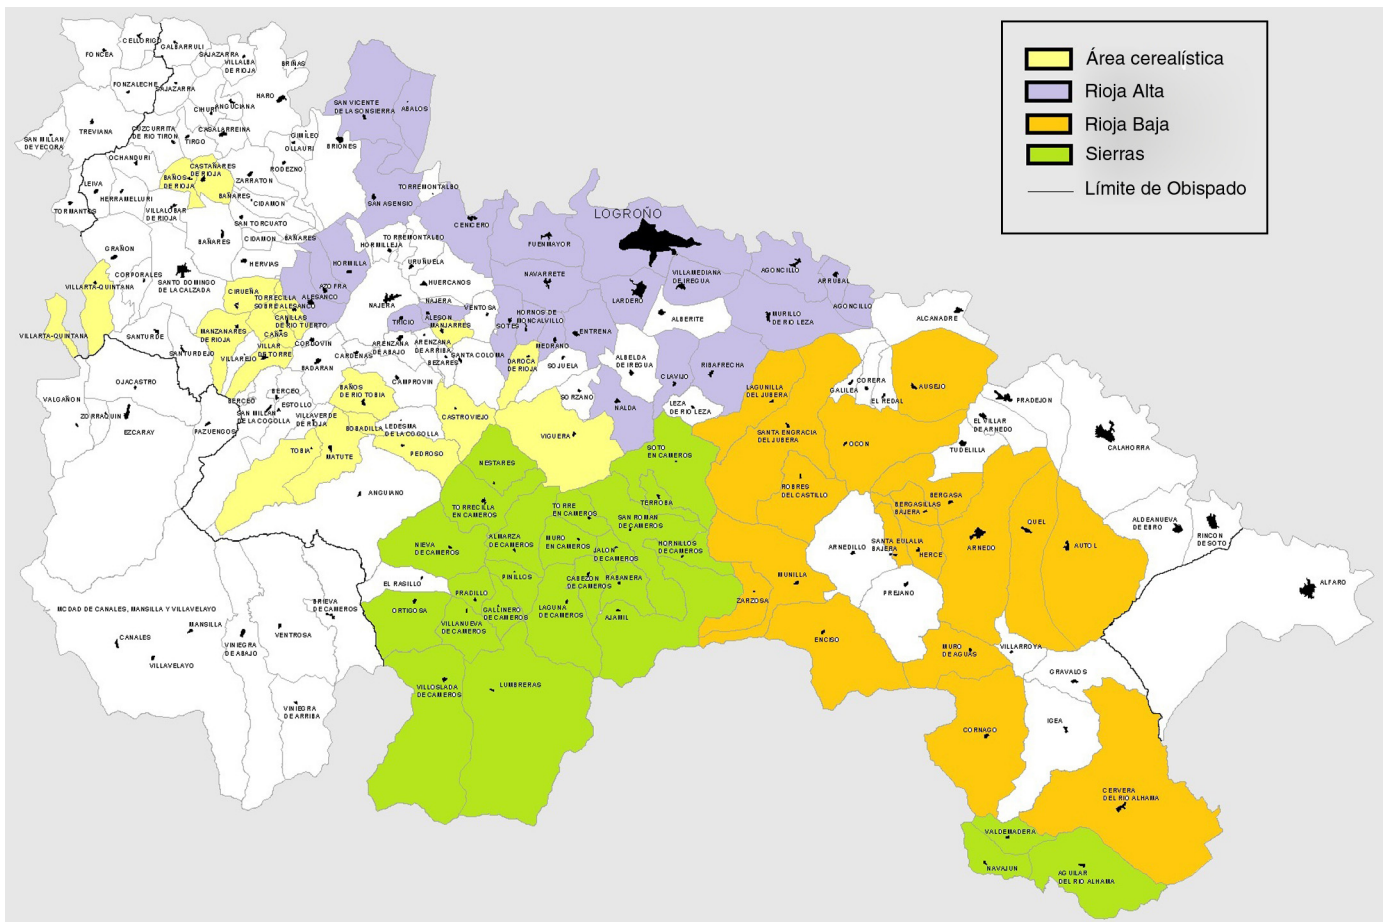 Área cerealística
Rioja Alta
Rioja Baja
Sierras
Límite de Obispado
FONCEA
CELLORIGO
GALBARRULI
SAJAZARRA
VILLALBA
DE RIOJA
BRIÑAS
FONZALECHE
SAJAZARRA
HARO
CIHURI
ANGUCIANA
TREVIANA
SAN MILLAN
DE YECORA
CUZCURRITA
DE RIO TIRON
TIRGO
CASALARREINA
GIMILEO
OLLAURI
BRIONES
SAN VICENTE
DE LA SONSIERRA
ABALOS
OCHANDURI
CASTAÑARES
DE RIOJA
BAÑOS
DE RIOJA
ZARRATON
RODEZNO
LEIVA
HERRAMELLURI
TORMANTOS
VILLALOBAR
DE RIOJA
BAÑARES
CIDAMON
SAN TORCUATO
BAÑARES
CIDAMON
BAÑARES
HERVIAS
SAN ASENSIO
TORREMONTALBO
CENICERO
TORREMONTALBO
HORMILLEJA
HORMILLA
URUÑUELA
HUERCANOS
GRAÑON
CORPORALES
SANTO DOMINGO
DE LA CALZADA
VILLARTA-QUINTANA
VILLARTA-QUINTANA
CIRUEÑA
TORRECILLA
SOBRE ALESANCO
AZOFRA
ALESANCO
NAJERA
NAJERA
TRICIO
ALESON
MANJARRES
VENTOSA
FUENMAYOR
LOGROÑO
NAVARRETE
LARDERO
VILLAMEDIANA
DE IREGUA
AGONCILLO
ARRUBAL
AGONCILLO
MURILLO
DE RIO LEZA
ALBERITE
ALCANADRE
SOTES
HORNOS DE
MONCALVILLO
ENTRENA
MEDRANO
SANTURDE
SANTURDEJO
MANZANARES
DE RIOJA
CANILLAS
DE RIO TUERTO
CAÑAS
VILLAR
DE TORRE
VILLAREJO
CORDOVIN
CARDENAS
BADARAN
ARENZANA
DE ABAJO
ARENZANA
DE ARRIBA
BEZARES
SANTA COLOMA
DAROCA
DE RIOJA
SOJUELA
ALBELDA
DE IREGUA
CLAVIJO
RIBAFRECHA
SORZANO
NALDA
LEZA
DE RIO LEZA
LAGUNILLA
DEL JUBERA
GALILEA
CORERA
EL REDAL
AUSEJO
PRADEJON
EL VILLAR
DE ARNEDO
TUDELILLA
CALAHORRA
OJACASTRO
VALGAÑON
ZORRAQUIN
EZCARAY
PAZUENGOS
BERCEO
BERCEO
SAN MILLAN
DE LA COGOLLA
ESTOLLO
VILLAVERDE
DE RIOJA
BAÑOS
DE RIO TOBIA
CAMPROVIN
BOBADILLA
LEDESMA
DE LA COGOLLA
CASTROVIEJO
PEDROSO
VIGUERA
TOBIA
MATUTE
ANGUIANO
NESTARES
SOTO
EN CAMEROS
SANTA ENGRACIA
DEL JUBERA
OCON
ROBRES
DEL CASTILLO
TORRECILLA
EN CAMEROS
TORRE
EN CAMEROS
TERROBA
SAN ROMAN
DE CAMEROS
NIEVA
DE CAMEROS
ALMARZA
DE CAMEROS
MURO
EN CAMEROS
JALON
DE CAMEROS
HORNILLOS
DE CAMEROS
BERGASA
BERGASILLAS
BAJERA
ARNEDILLO
SANTA EULALIA
BAJERA
HERCE
ARNEDO
QUEL
AUTOL
ALDEANUEVA
DE EBRO
RINCON
DE SOTO
ALFARO
EL RASILLO
PINILLOS
CABEZON
DE CAMEROS
RABANERA
PRADILLO
ORTIGOSA
VILLANUEVA
DE CAMEROS
GALLINERO
DE CAMEROS
LAGUNA
DE CAMEROS
AJAMIL
MUNILLA
ZARZOSA
PREJANO
ENCISO
MURO
DE AGUAS
VILLARROYA
GRAVALOS
MCDAD DE CANALES, MANSILLA Y VILLAVELAYO
CANALES
MANSILLA
VILLAVELAYO
VINIEGRA
DE ABAJO
VENTROSA
BRIEVA
DE CAMEROS
VINIEGRA
DE ARRIBA
VILLOSLADA
DE CAMEROS
LUMBRERAS
CORNAGO
IGEA
CERVERA
DEL RIO ALHAMA
VALDEMADERA
NAVAJUN
AGUILAR
DEL RIO ALHAMA